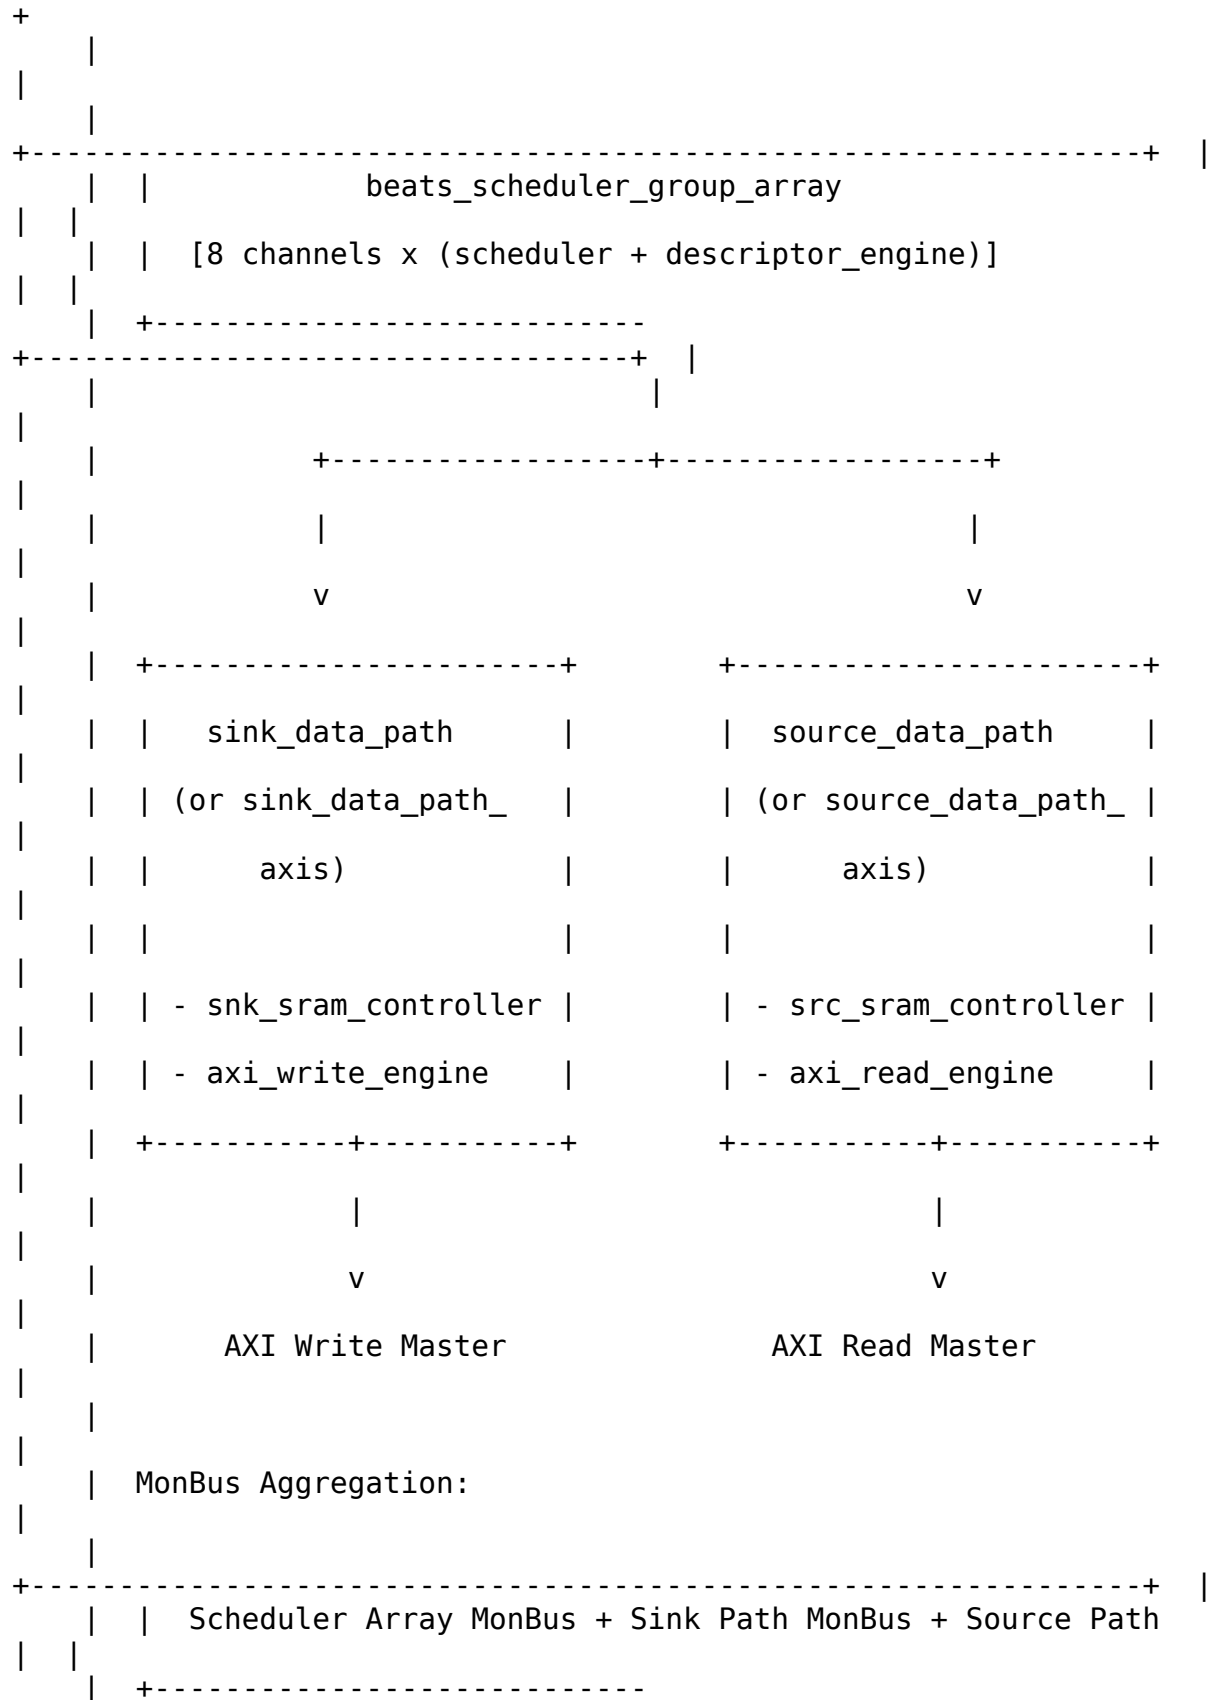 +
|
|
|
+---------------------------------------------------------------+  |
    |  |               beats_scheduler_group_array
|  |
    |  |  [8 channels x (scheduler + descriptor_engine)]
|  |
    |  +----------------------------
+----------------------------------+  |
    |                                      |
|
    |               +------------------+------------------+
|
    |               |                                     |
|
    |               v                                     v
|
    |  +-----------------------+        +-----------------------+
|
    |  |   sink_data_path      |        |  source_data_path     |
|
    |  | (or sink_data_path_   |        | (or source_data_path_ |
|
    |  |      axis)            |        |      axis)            |
|
    |  |                       |        |                       |
|
    |  | - snk_sram_controller |        | - src_sram_controller |
|
    |  | - axi_write_engine    |        | - axi_read_engine     |
|
    |  +-----------+-----------+        +-----------+-----------+
|
    |              |                                |
|
    |              v                                v
|
    |       AXI Write Master               AXI Read Master
|
    |
|
    |  MonBus Aggregation:
|
    |
+---------------------------------------------------------------+  |
    |  |  Scheduler Array MonBus + Sink Path MonBus + Source Path
|  |
    |  +----------------------------